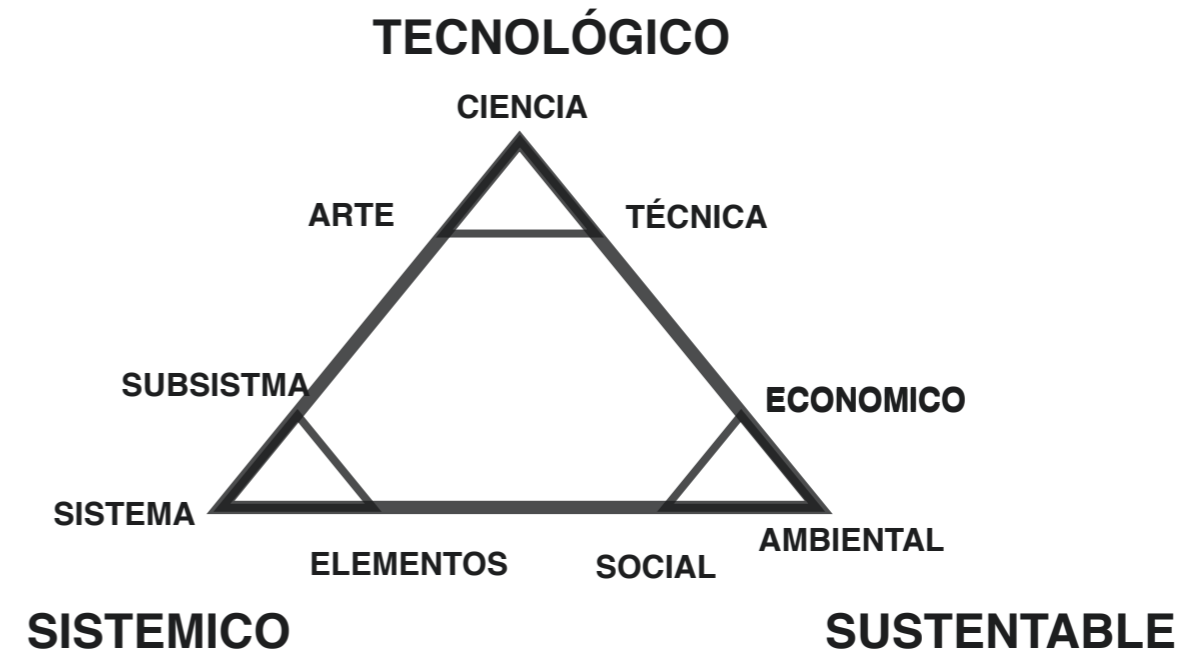 TECNOLÓGICO
CIENCIA
ARTE
TÉCNICA
SUBSISTMA
ECONOMICO
SISTEMA
AMBIENTAL
ELEMENTOS
SOCIAL
SISTEMICO
SUSTENTABLE